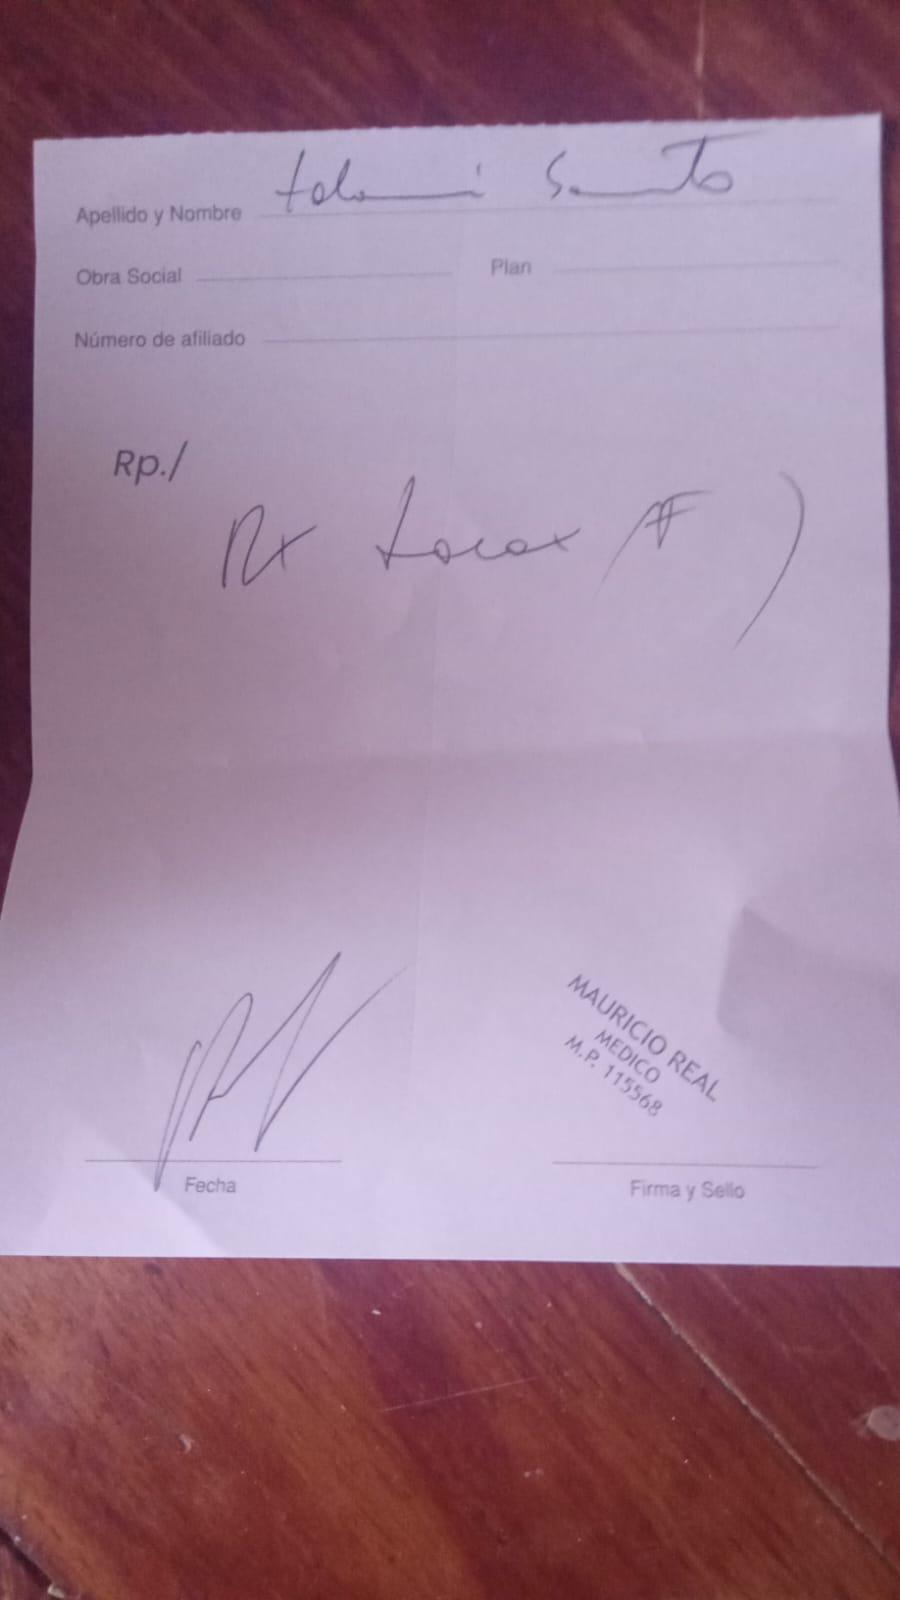 Apellido y Nombre
Obra Social Plan
Número de afiliado
Rp./
Rx torax (F)
MAURICIO REAL
MEDICO
M.P. 115568
Fecha Firma y Sello